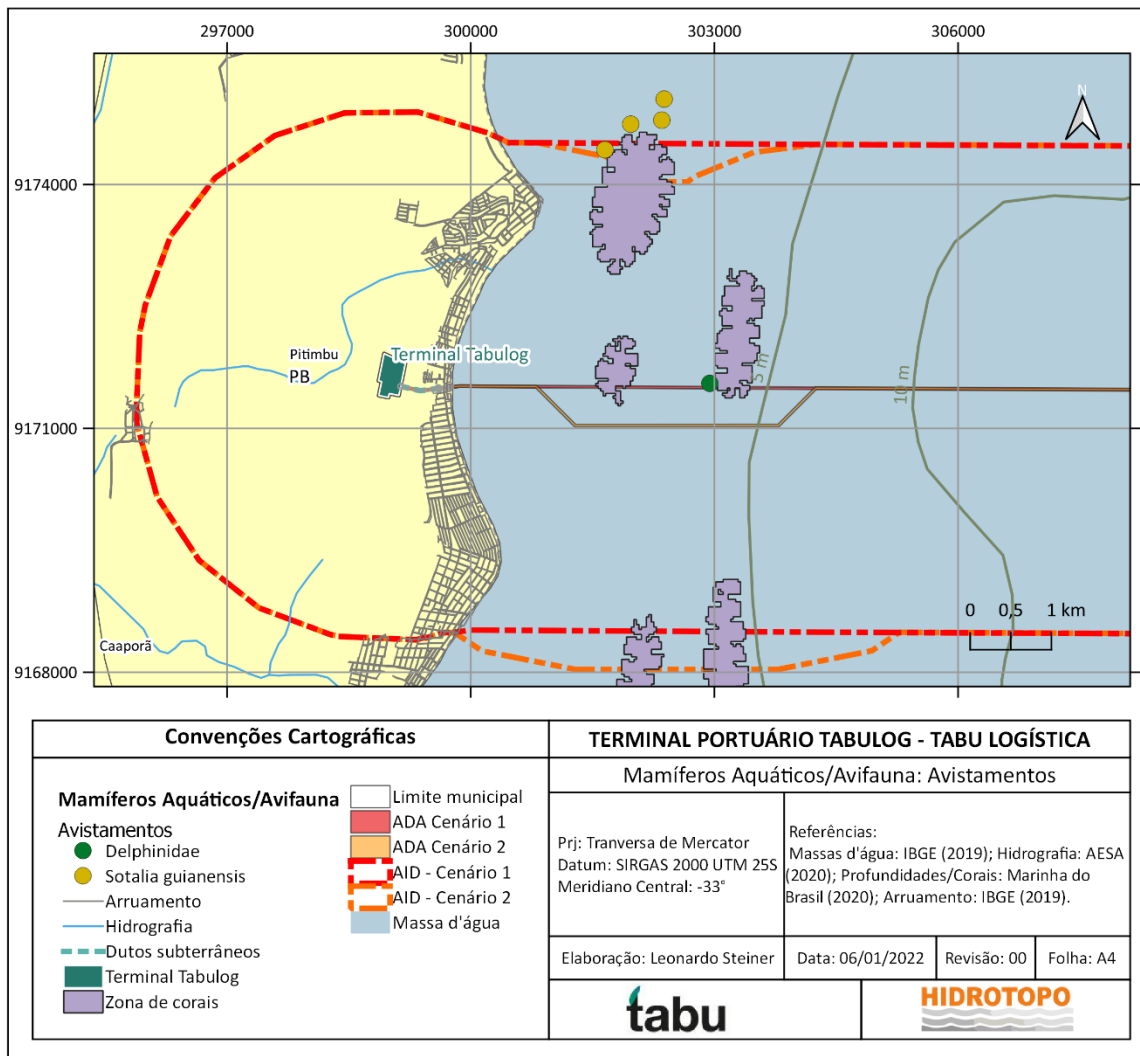 297000 300000 303000 306000
N
9174000
Pitimbu
P.B
Terminal Tabulog
5 m
10 m
9171000
0 0,5 1 km
Caaporã
9168000
Convenções Cartográficas
Mamíferos Aquáticos/Avifauna
Avistamentos
Delphinidae
Sotalia guianensis
Arruamento
Hidrografia
Dutos subterrâneos
Terminal Tabulog
Zona de corais
Limite municipal
ADA Cenário 1
ADA Cenário 2
AID - Cenário 1
AID - Cenário 2
Massa d'água
TERMINAL PORTUÁRIO TABULOG - TABU LOGÍSTICA
Mamíferos Aquáticos/Avifauna: Avistamentos
Prj: Tranversa de Mercator
Datum: SIRGAS 2000 UTM 25S
Meridiano Central: -33°
Referências:
Massas d'água: IBGE (2019); Hidrografia: AESA
(2020); Profundidades/Corais: Marinha do
Brasil (2020); Arruamento: IBGE (2019).
Elaboração: Leonardo Steiner
Data: 06/01/2022
Revisão: 00
Folha: A4
tabu
HIDROTOPO